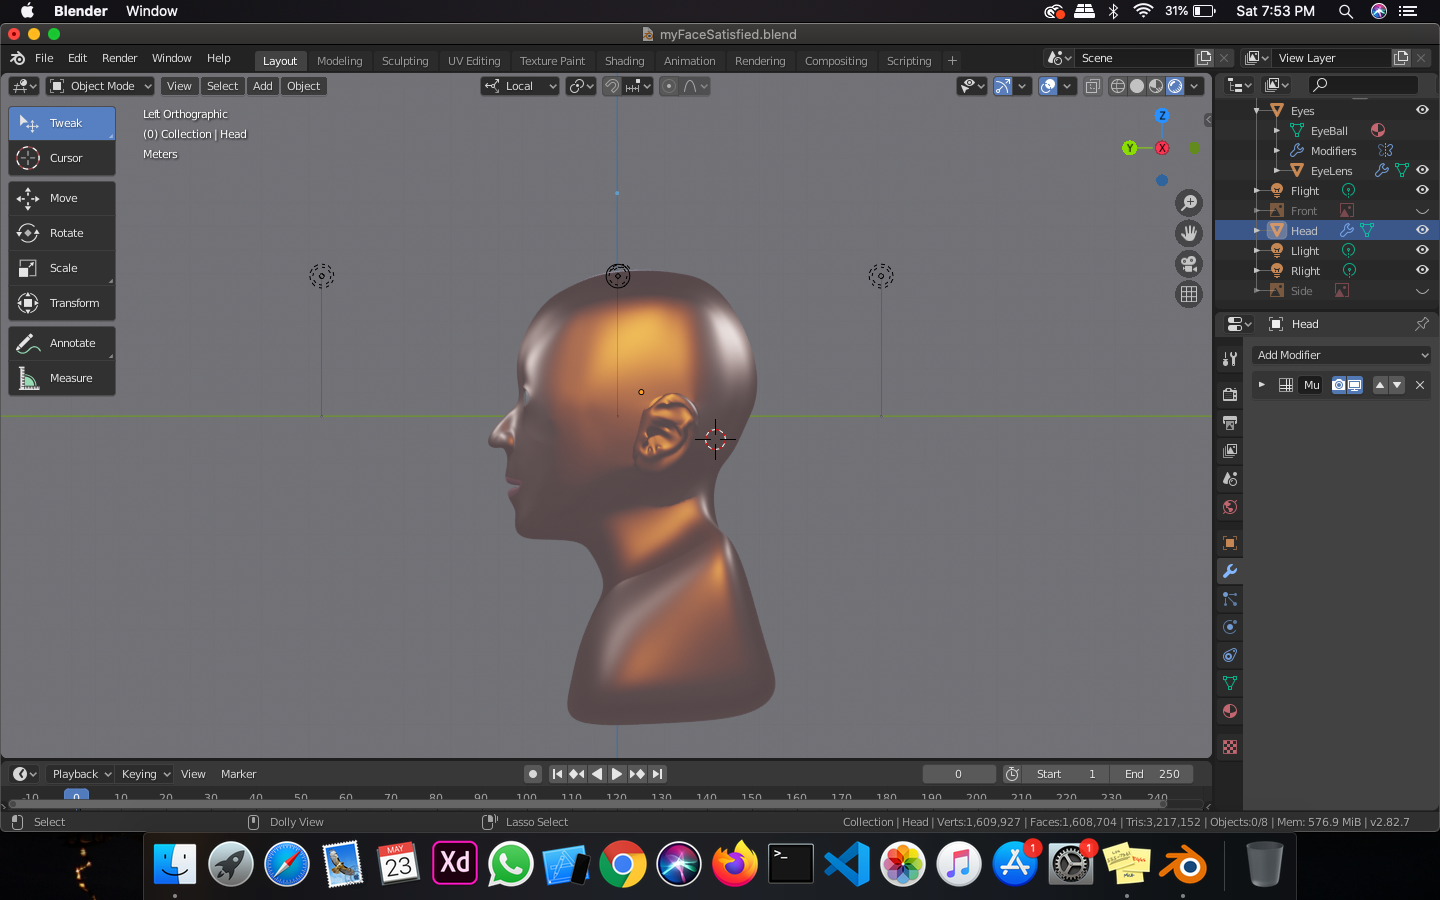 Blender Window 31% Sat 7:53 PM
myFaceSatisfied.blend
File Edit Render Window Help Layout Modeling Sculpting UV Editing Texture Paint Shading Animation Rendering Compositing Scripting + Scene View Layer
Object Mode View Select Add Object Local
Tweak
Cursor
Move
Rotate
Scale
Transform
Annotate
Measure
Left Orthographic
(0) Collection | Head
Meters
Z
Y X
Eyes
EyeBall
Modifiers
EyeLens
Flight
Front
Head
Llight
Rlight
Side
Head
Add Modifier
Mu
Playback Keying View Marker 0 Start 1 End 250
-10 0 10 20 30 40 50 60 70 80 90 100 110 120 130 140 150 160 170 180 190 200 210 220 230 240
Select Dolly View Lasso Select Collection | Head | Verts:1,609,927 | Faces:1,608,704 | Tris:3,217,152 | Objects:0/8 | Mem: 576.9 MiB | v2.82.7
MAY
23
Xd
>_
1
1